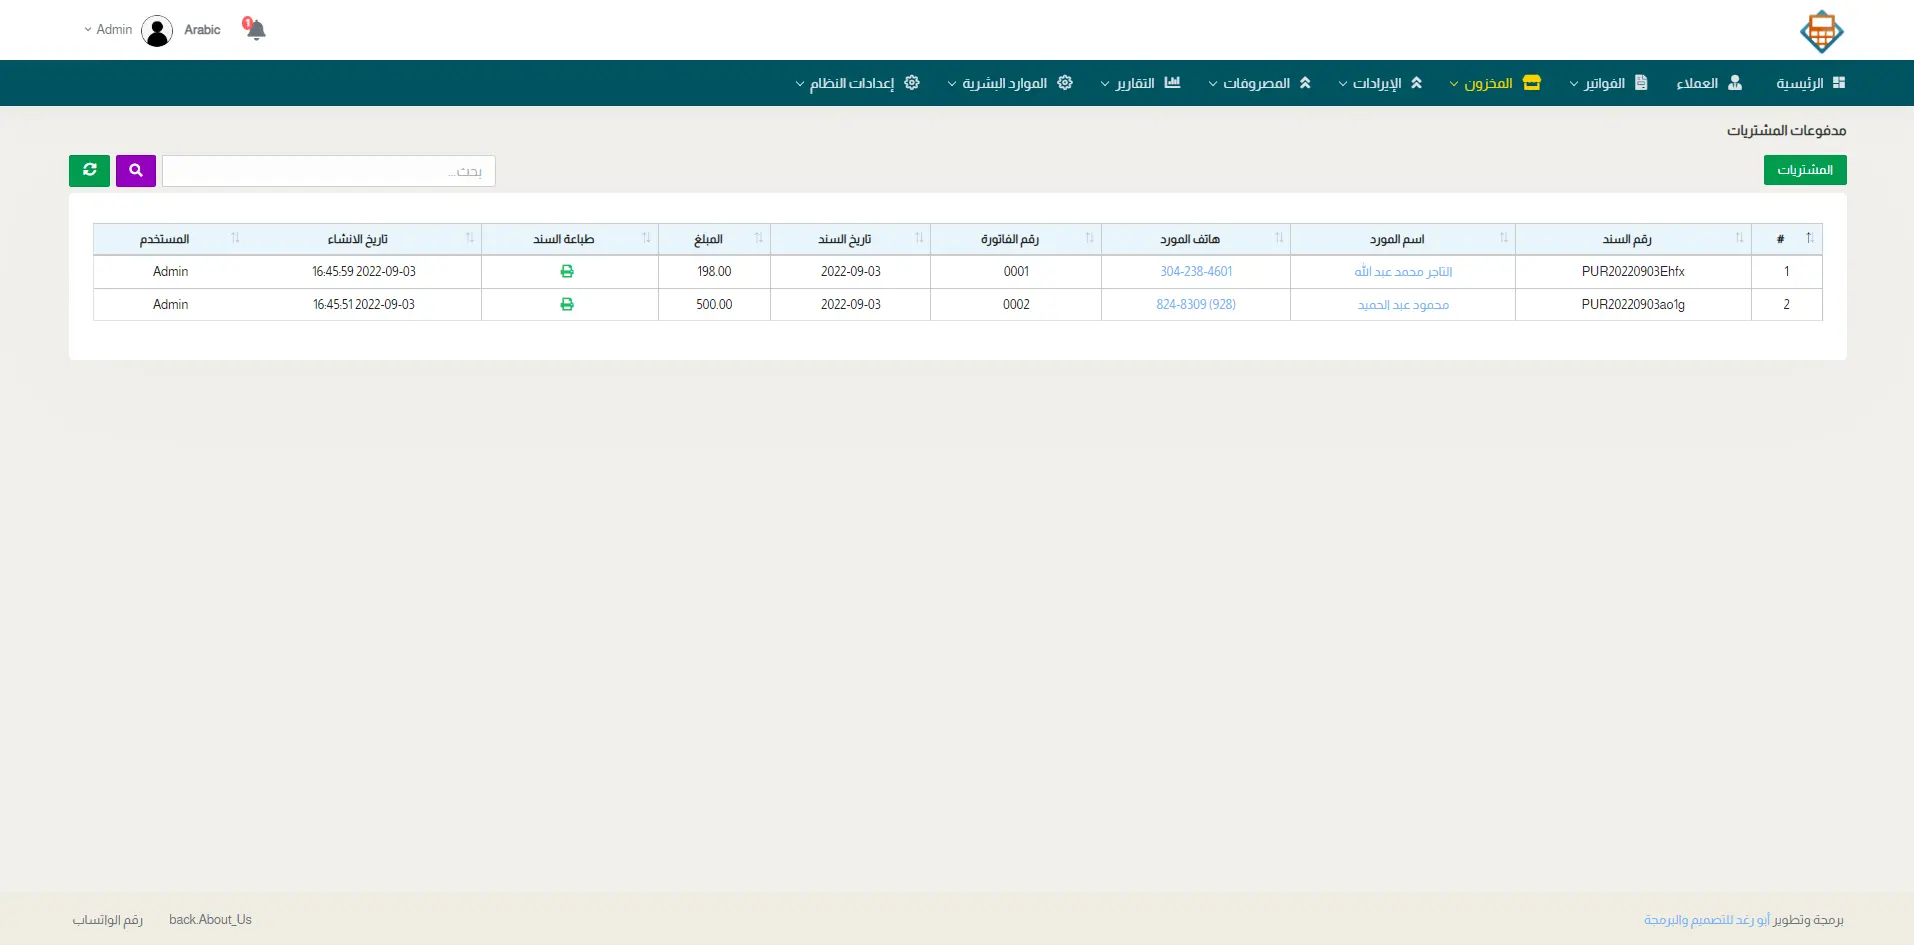 1
Arabic
Admin
الرئيسية العملاء الفواتير المخزون الإيرادات المصروفات التقارير الموارد البشرية إعدادات النظام
مدفوعات المشتريات
المشتريات
بحث...
# رقم السند اسم المورد هاتف المورد رقم الفاتورة تاريخ السند المبلغ طباعة السند تاريخ الانشاء المستخدم
1 PUR20220903Ehfx التاجر محمد عبد الله 304-238-4601 0001 2022-09-03 198.00 16:45:59 2022-09-03 Admin
2 PUR20220903ao1g محمود عبد الحميد 824-8309 (928) 0002 2022-09-03 500.00 16:45:51 2022-09-03 Admin
برمجة وتطوير أبو رغد للتصميم والبرمجة
back.About_Us
رقم الواتساب